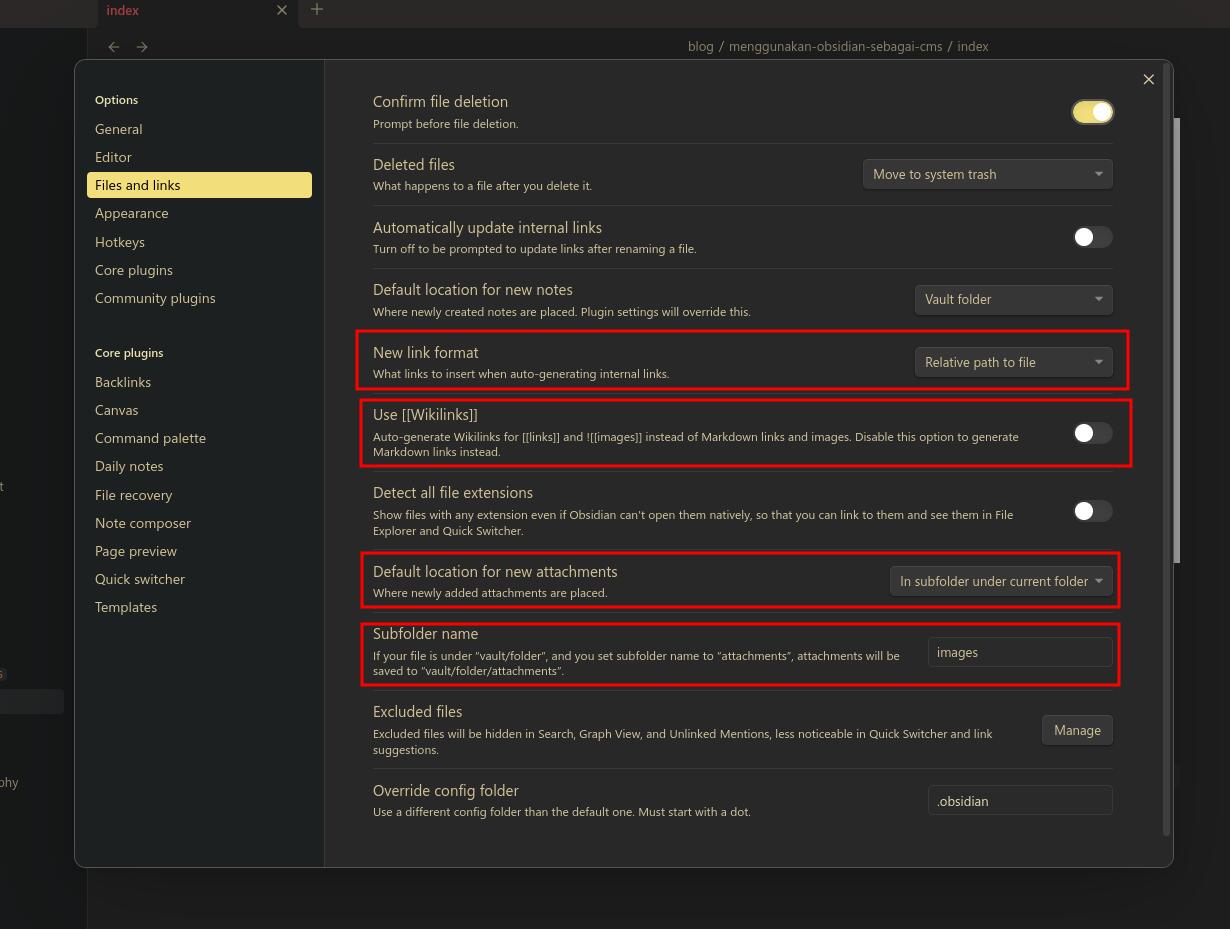 index
blog / menggunakan-obsidian-sebagai-cms / index
Options
General
Editor
Files and links
Appearance
Hotkeys
Core plugins
Community plugins
Core plugins
Backlinks
Canvas
Command palette
Daily notes
File recovery
Note composer
Page preview
Quick switcher
Templates
Confirm file deletion
Prompt before file deletion.
Deleted files
What happens to a file after you delete it.
Move to system trash
Automatically update internal links
Turn off to be prompted to update links after renaming a file.
Default location for new notes
Where newly created notes are placed. Plugin settings will override this.
Vault folder
New link format
What links to insert when auto-generating internal links.
Relative path to file
Use [[Wikilinks]]
Auto-generate Wikilinks for [[links]] and ![[images]] instead of Markdown links and images. Disable this option to generate
Markdown links instead.
Detect all file extensions
Show files with any extension even if Obsidian can't open them natively, so that you can link to them and see them in File
Explorer and Quick Switcher.
Default location for new attachments
Where newly added attachments are placed.
In subfolder under current folder
Subfolder name
If your file is under “vault/folder”, and you set subfolder name to “attachments”, attachments will be
saved to “vault/folder/attachments”.
images
Excluded files
Excluded files will be hidden in Search, Graph View, and Unlinked Mentions, less noticeable in Quick Switcher and link
suggestions.
Manage
Override config folder
Use a different config folder than the default one. Must start with a dot.
.obsidian